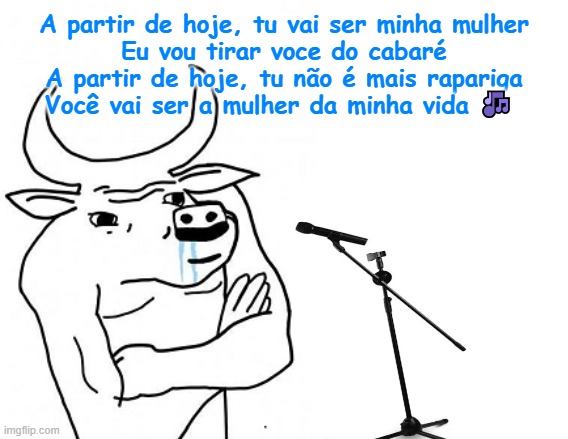 A partir de hoje, tu vai ser minha mulher
Eu vou tirar voce do cabaré
A partir de hoje, tu não é mais rapariga
Você vai ser a mulher da minha vida 🎶
imgflip.com